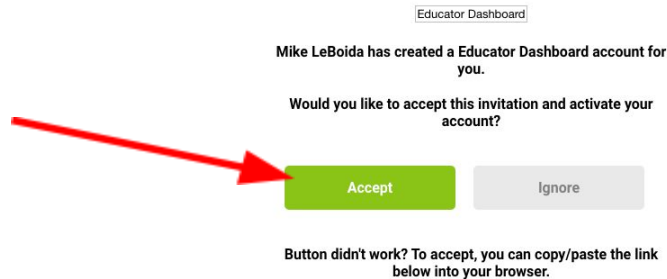 Educator Dashboard
Mike LeBoida has created a Educator Dashboard account for
you.
Would you like to accept this invitation and activate your
account?
Accept
Ignore
Button didn't work? To accept, you can copy/paste the link
below into your browser.